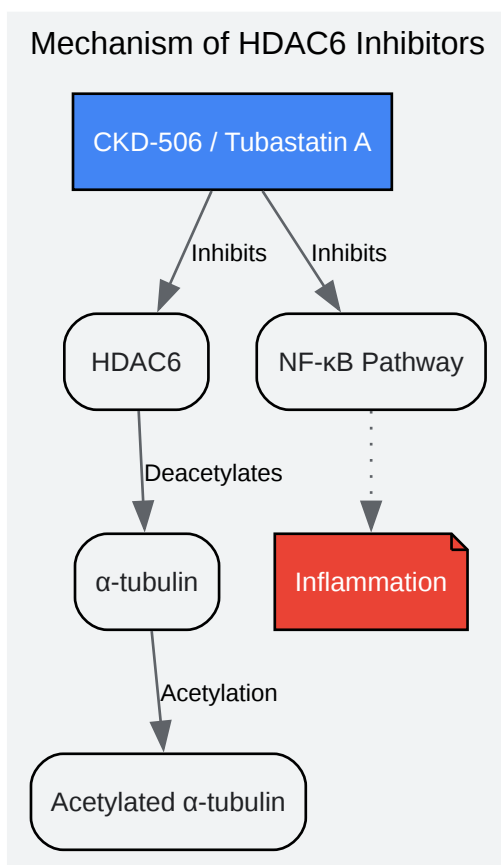 Mechanism of HDAC6 Inhibitors
CKD-506 / Tubastatin A
Inhibits
Inhibits
HDAC6
NF-κB Pathway
Deacetylates
α-tubulin
Inflammation
Acetylation
Acetylated α-tubulin